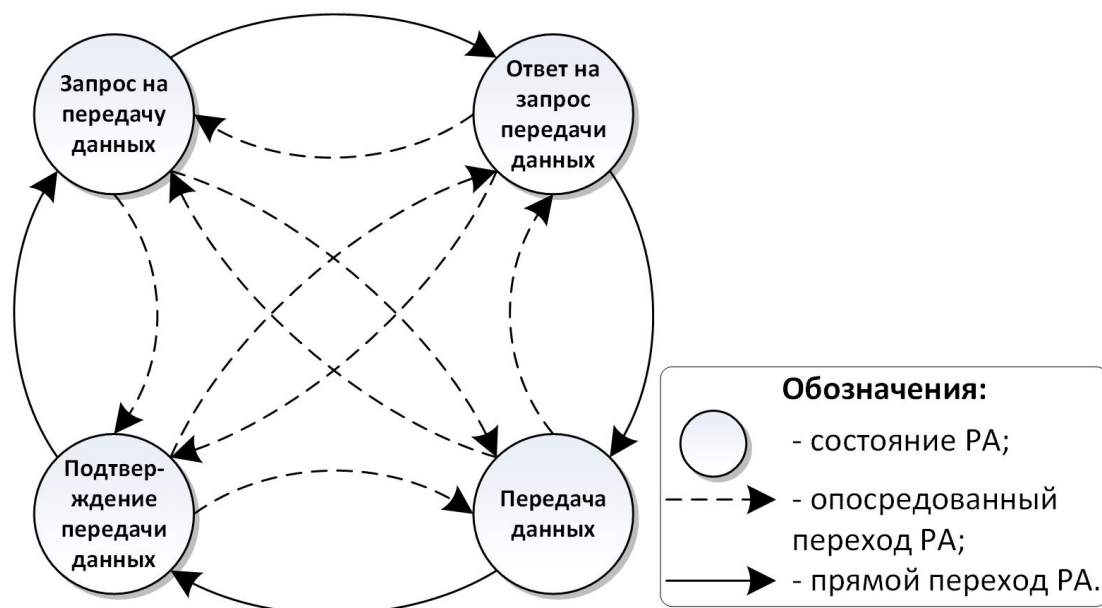 Запрос на
передачу
данных
Ответ на
запрос
передачи
данных
Подтвер-
ждение
передачи
данных
Передача
данных
Обозначения:
- состояние РА;
- опосредованный
переход РА;
- прямой переход РА.